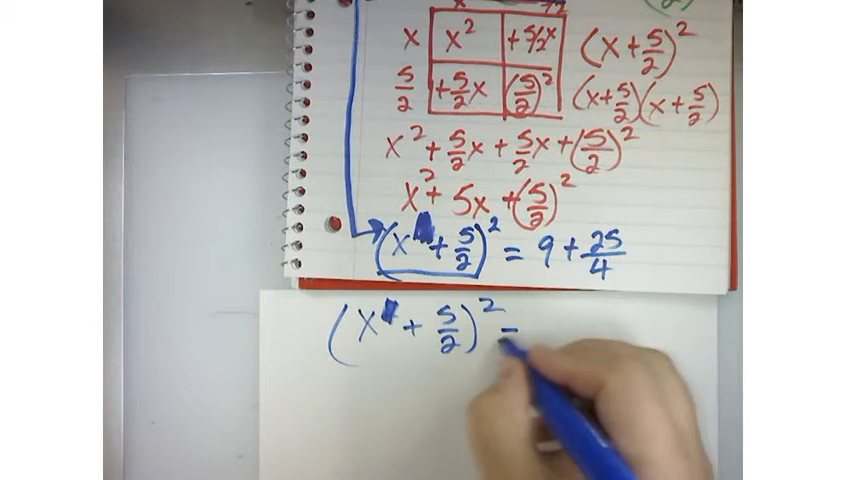 x² +5/2x
x
5/2 +5/2x (5/2)²
(x + 5/2)²
(x+5/2)(x+5/2)
x² + 5/2x + 5/2x + (5/2)²
x² + 5x + (5/2)²
(x + 5/2)² = 9 + 25/4
(x + 5/2)² =